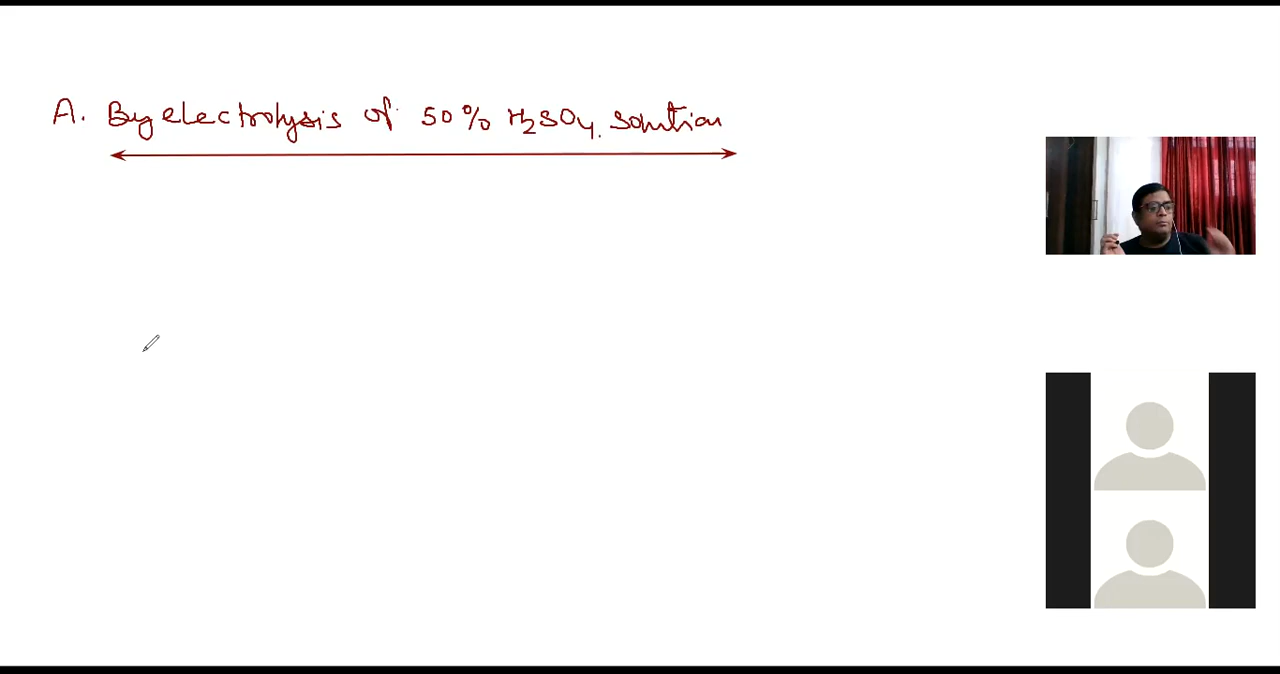 A. By electrolysis of 50% H₂SO₄ solution